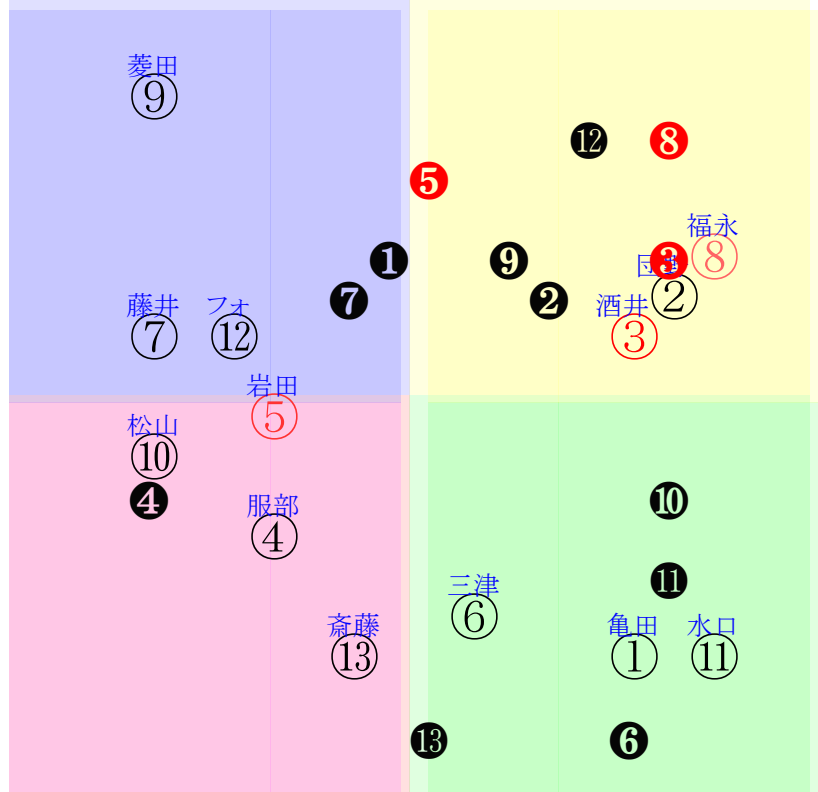 菱田
⑨
⓬
❽
❺
福永
⑧
❶
❾
❸
団野
②
❼
❷
藤井
⑦
フォ
⑫
酒井
③
岩田
⑤
松山
⑩
❹
❿
服部
④
⓫
三津
⑥
斎藤
⑬
亀田
①
水口
⑪
⓭
❻